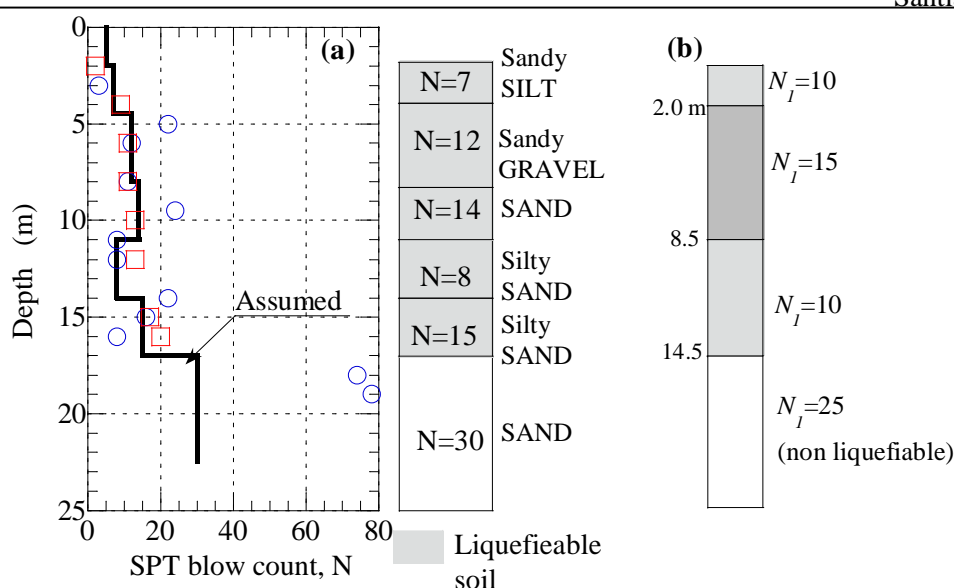 (a)
(b)
0
5
10
15
20
25
Depth (m)
0
20
40
60
80
SPT blow count, N
Assumed
N=7
Sandy
SILT
N=12
Sandy
GRAVEL
N=14
SAND
N=8
Silty
SAND
N=15
Silty
SAND
N=30
SAND
Liquefieable
soil
N1=10
2.0 m
N1=15
8.5
N1=10
14.5
N1=25
(non liquefiable)